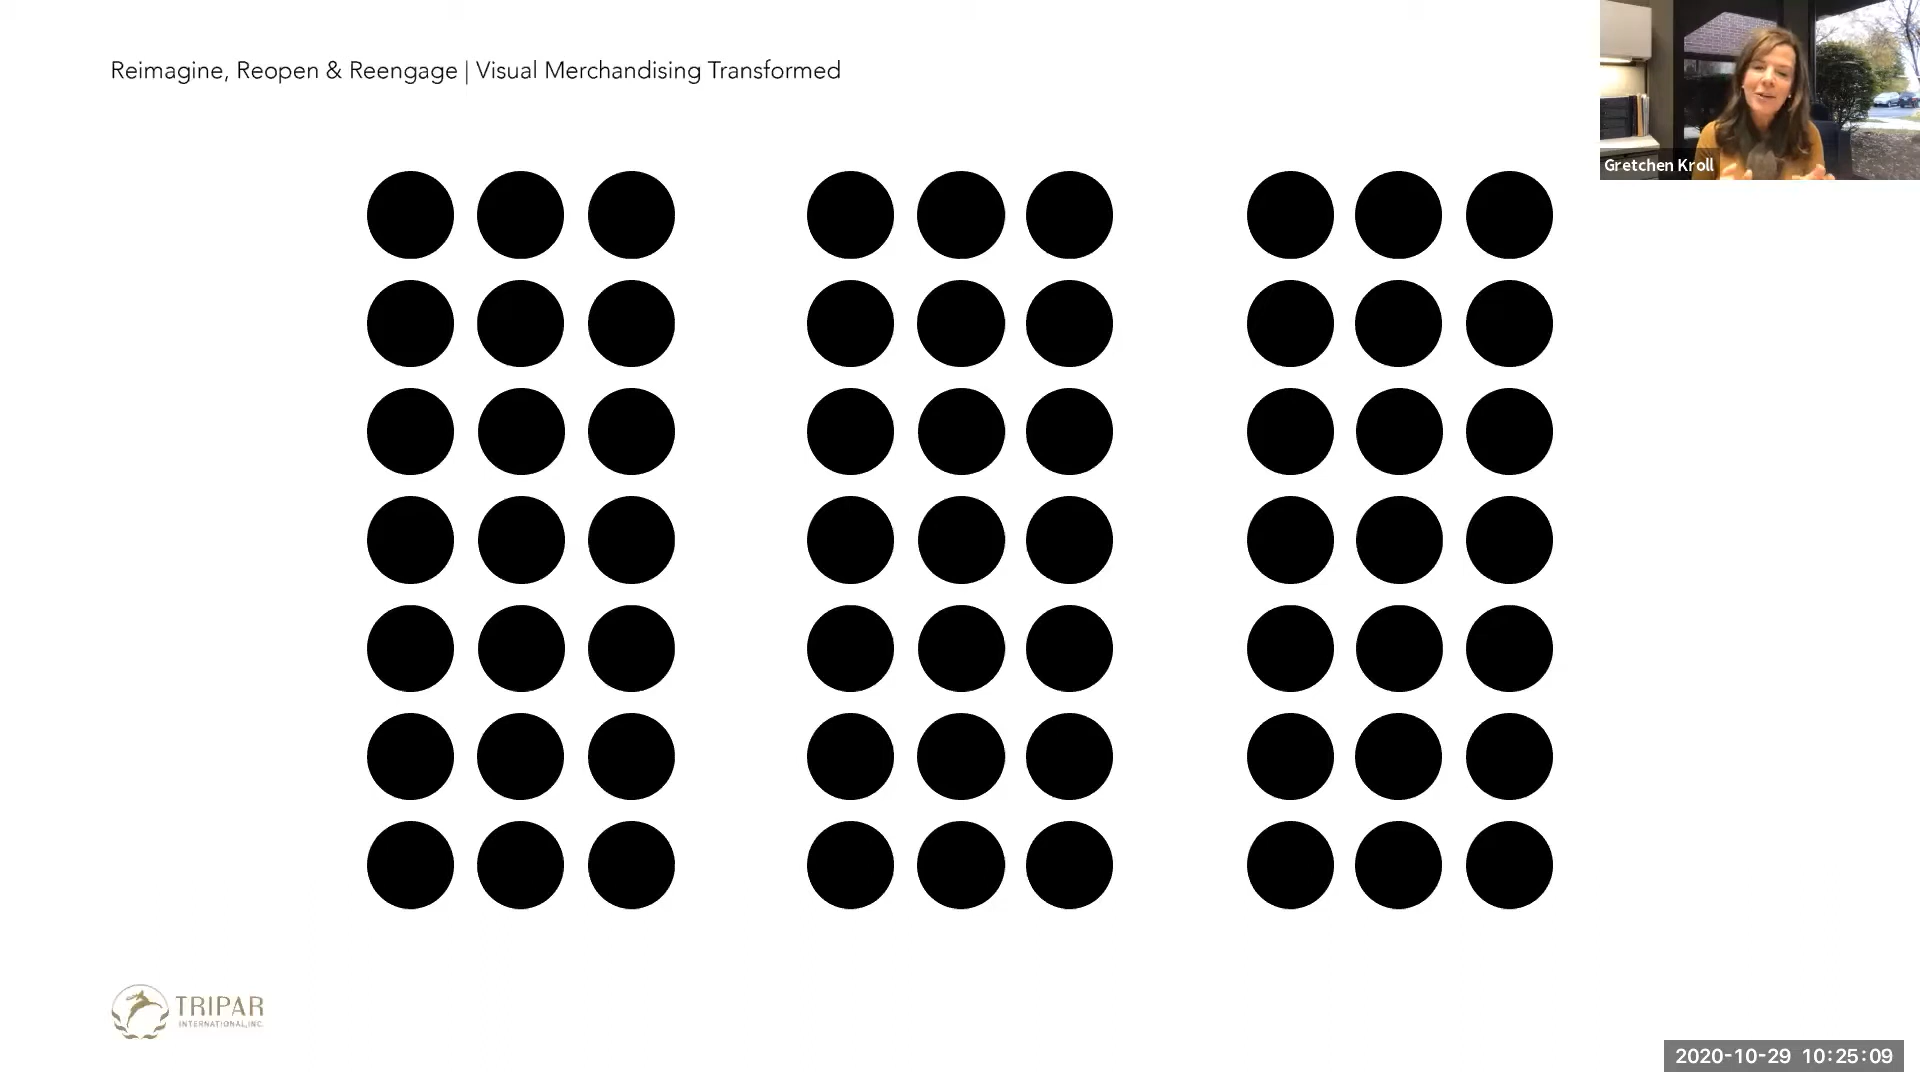 Reimagine, Reopen & Reengage | Visual Merchandising Transformed
Gretchen Kroll
TRIPAR
INTERNATIONAL, INC.
2020-10-29 10:25:09